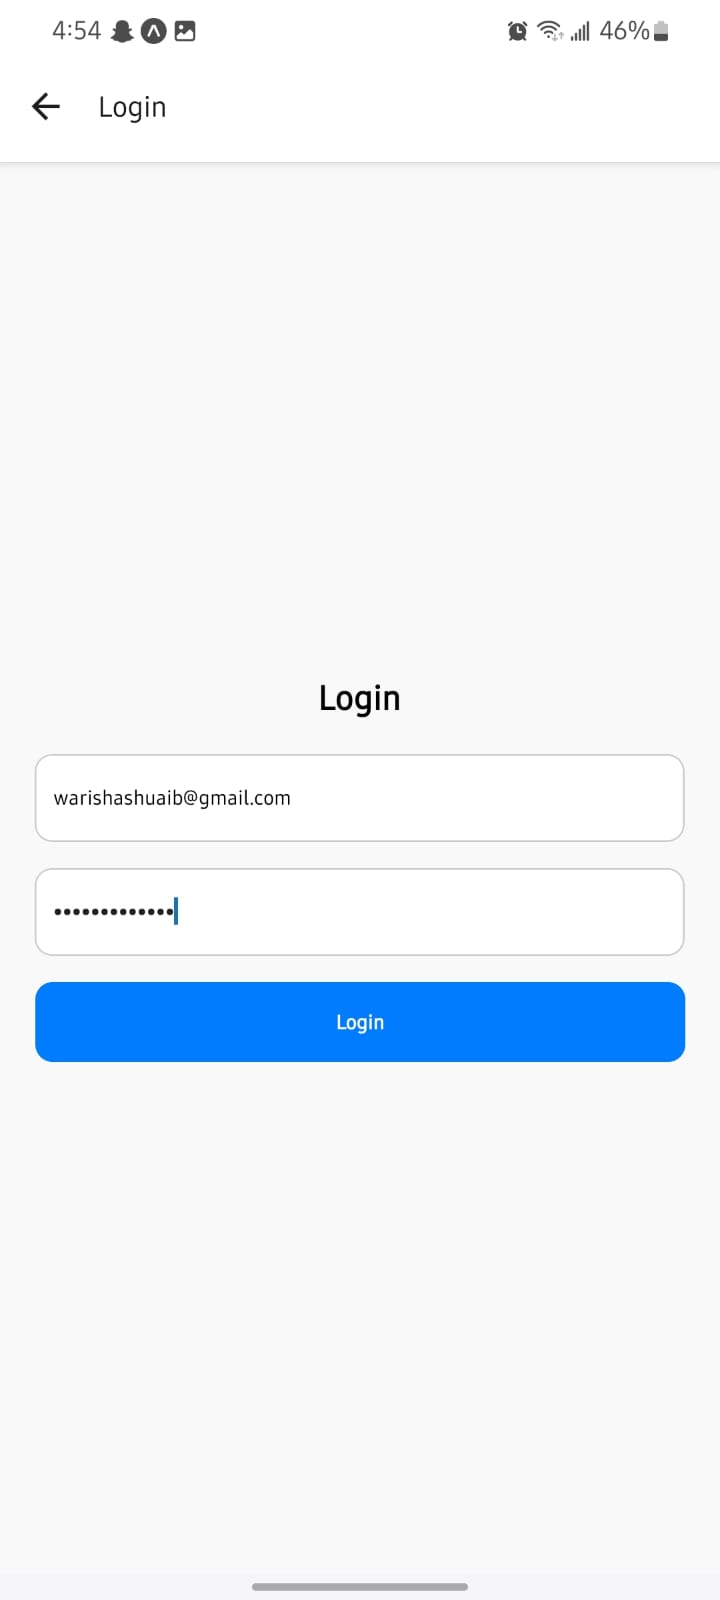 4:54 46%
Login
Login
warishashuaib@gmail.com
•••••••••••••
Login